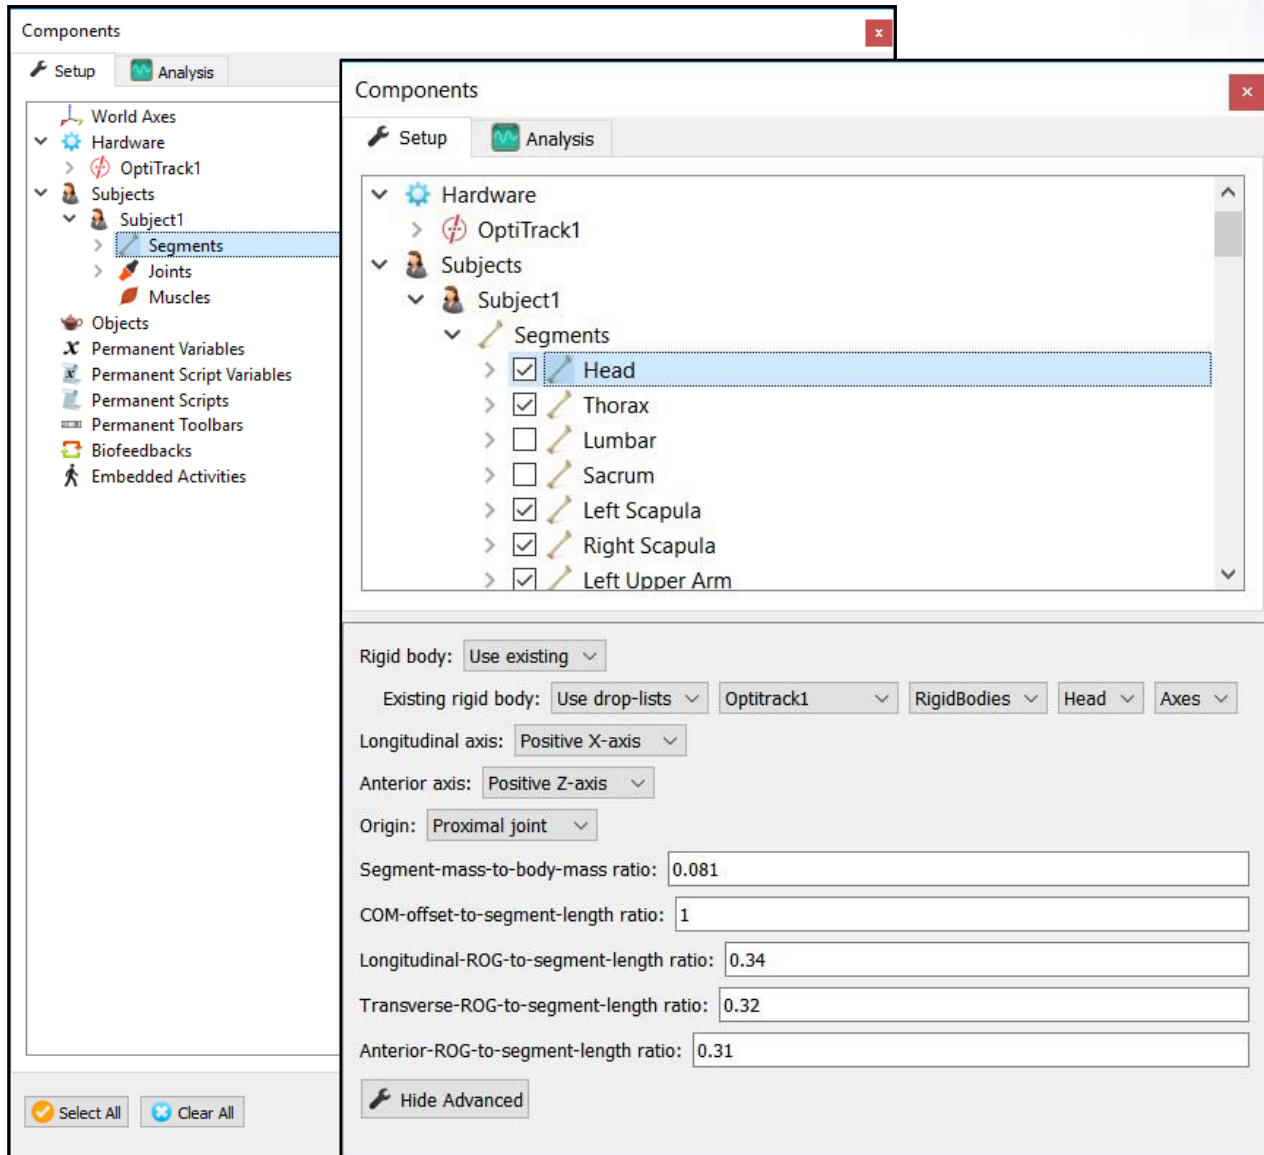 Components
x
Setup
Analysis
World Axes
Hardware
OptiTrack1
Subjects
Subject1
Segments
Joints
Muscles
Objects
x Permanent Variables
x Permanent Script Variables
Permanent Scripts
Permanent Toolbars
Biofeedbacks
Embedded Activities
Select All
Clear All
Components
x
Setup
Analysis
Hardware
OptiTrack1
Subjects
Subject1
Segments
Head
Thorax
Lumbar
Sacrum
Left Scapula
Right Scapula
Left Upper Arm
Rigid body: Use existing
Existing rigid body: Use drop-lists Optitrack1 RigidBodies Head Axes
Longitudinal axis: Positive X-axis
Anterior axis: Positive Z-axis
Origin: Proximal joint
Segment-mass-to-body-mass ratio: 0.081
COM-offset-to-segment-length ratio: 1
Longitudinal-ROG-to-segment-length ratio: 0.34
Transverse-ROG-to-segment-length ratio: 0.32
Anterior-ROG-to-segment-length ratio: 0.31
Hide Advanced